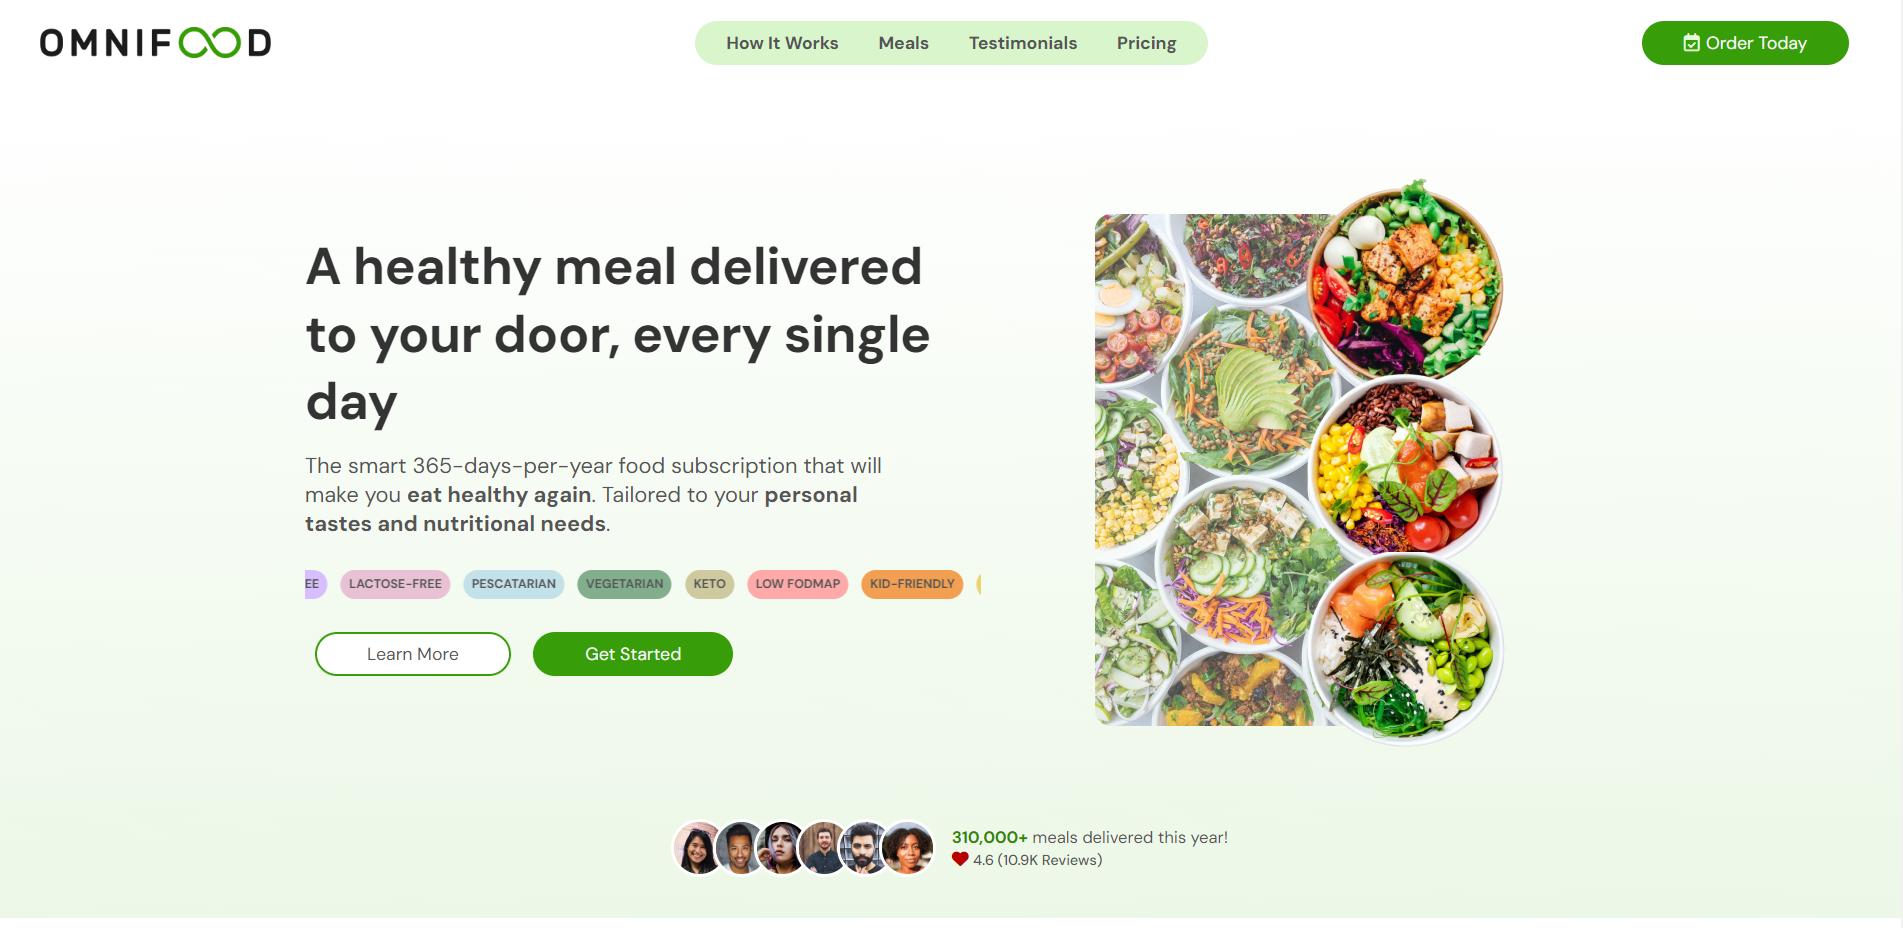 OMNIFOOD
How It Works
Meals
Testimonials
Pricing
Order Today
A healthy meal delivered
to your door, every single
day
The smart 365-days-per-year food subscription that will
make you eat healthy again. Tailored to your personal
tastes and nutritional needs.
EE LACTOSE-FREE PESCATARIAN VEGETARIAN KETO LOW FODMAP KID-FRIENDLY
Learn More
Get Started
310,000+ meals delivered this year!
4.6 (10.9K Reviews)